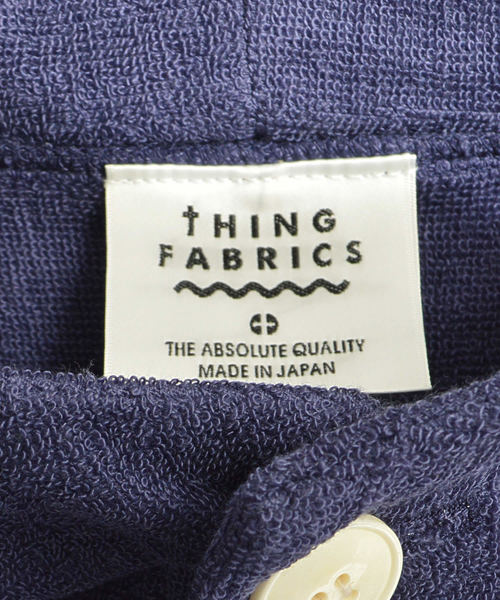 tHING
FABRICS
THE ABSOLUTE QUALITY
MADE IN JAPAN